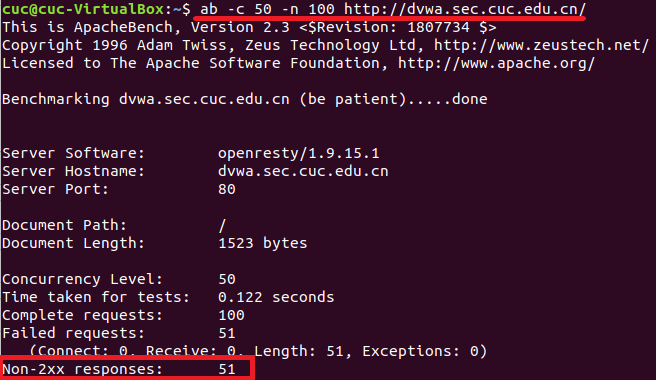 cuc@cuc-VirtualBox:~$ ab -c 50 -n 100 http://dvwa.sec.cuc.edu.cn/
This is ApacheBench, Version 2.3 <$Revision: 1807734 $>
Copyright 1996 Adam Twiss, Zeus Technology Ltd, http://www.zeustech.net/
Licensed to The Apache Software Foundation, http://www.apache.org/
Benchmarking dvwa.sec.cuc.edu.cn (be patient).....done
Server Software:        openresty/1.9.15.1
Server Hostname:        dvwa.sec.cuc.edu.cn
Server Port:            80
Document Path:          /
Document Length:        1523 bytes
Concurrency Level:      50
Time taken for tests:   0.122 seconds
Complete requests:      100
Failed requests:        51
   (Connect: 0, Receive: 0, Length: 51, Exceptions: 0)
Non-2xx responses:      51